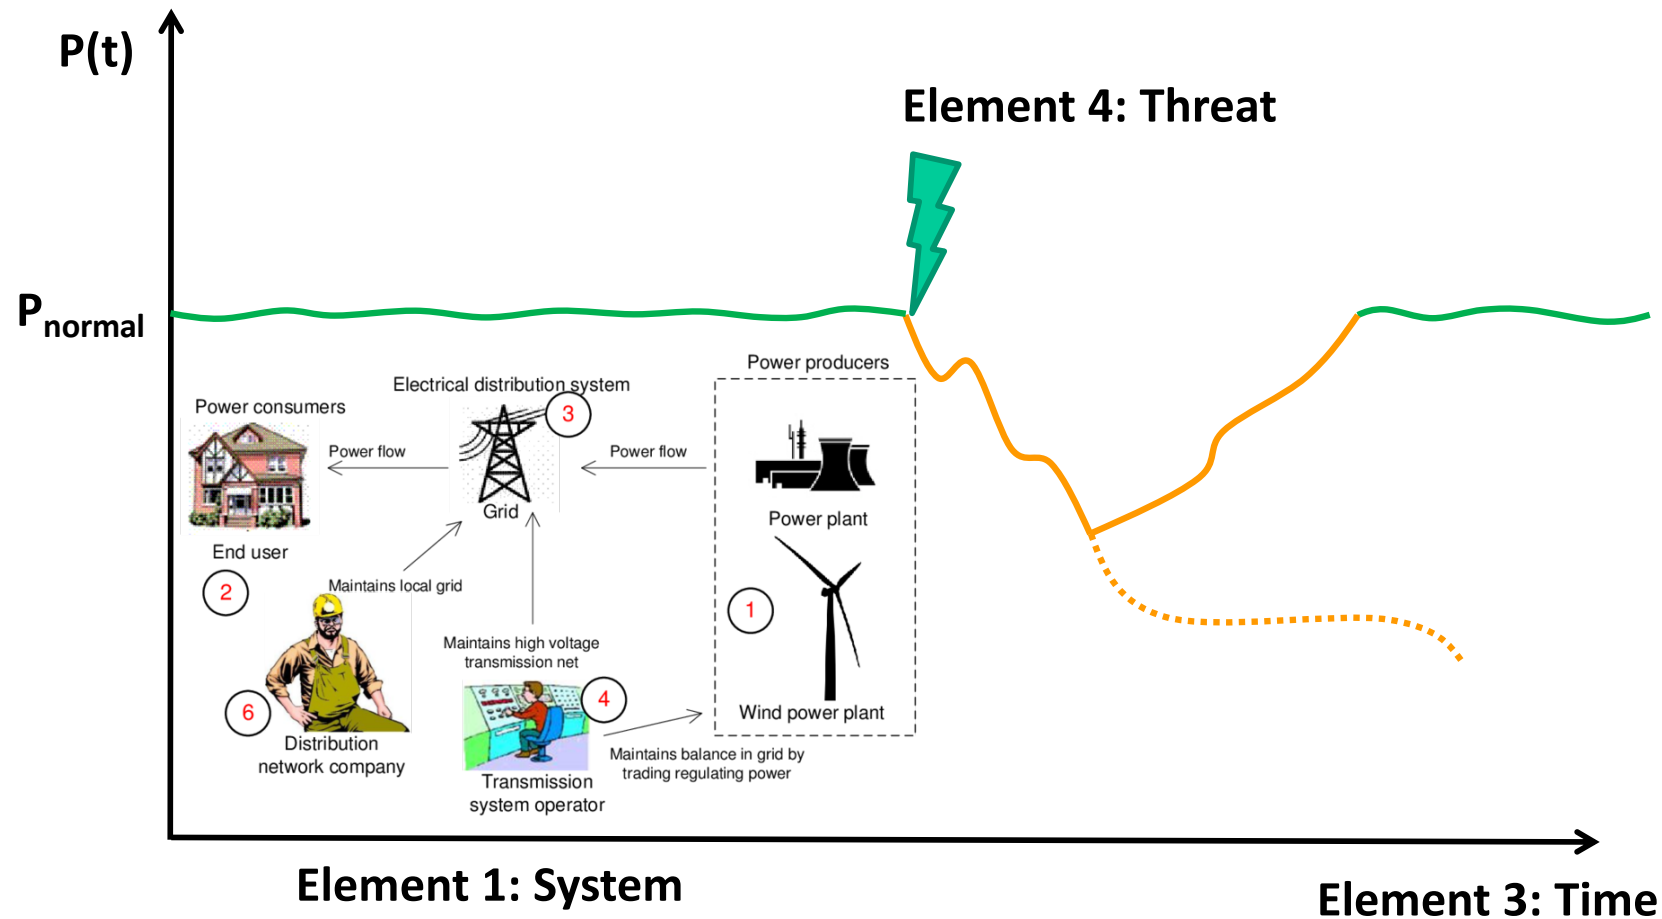 P(t)
Element 4: Threat
Pnormal
Power producers
Electrical distribution system
Power consumers
3
Power flow
Power flow
Grid
Power plant
End user
Maintains local grid
2
1
Maintains high voltage
transmission net
4
6
Wind power plant
Distribution
network company
Maintains balance in grid by
trading regulating power
Transmission
system operator
Element 1: System
Element 3: Time